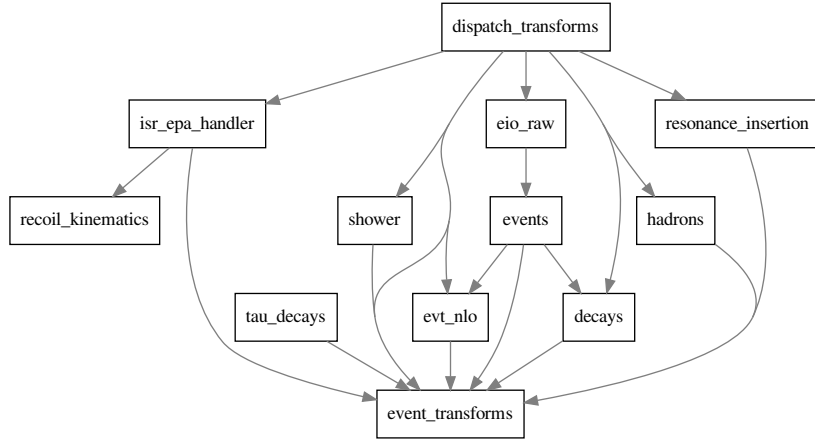 dispatch_transforms
isr_epa_handler
eio_raw
resonance_insertion
recoil_kinematics
shower
events
hadrons
tau_decays
evt_nlo
decays
event_transforms